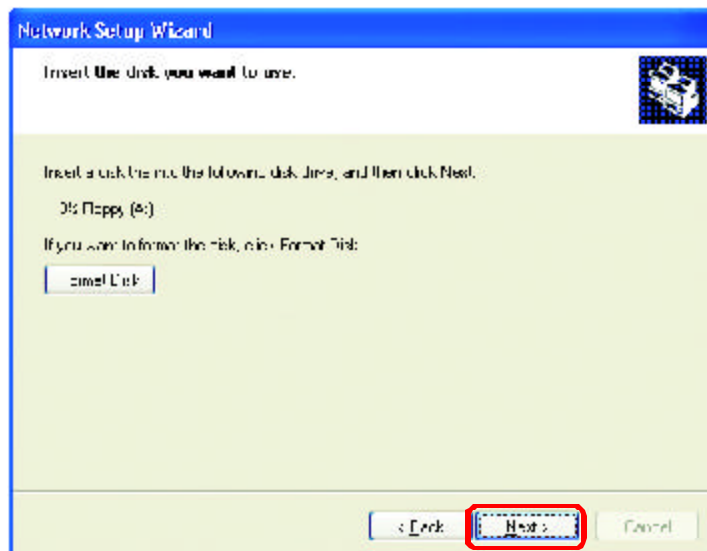 Network Setup Wizard
Insert the disk you want to use.
Insert a disk the into the following disk drive, and then click Next.
3½ Floppy (A:)
If you want to format the disk, click Format Disk
Format Disk
< Back
Next >
Cancel